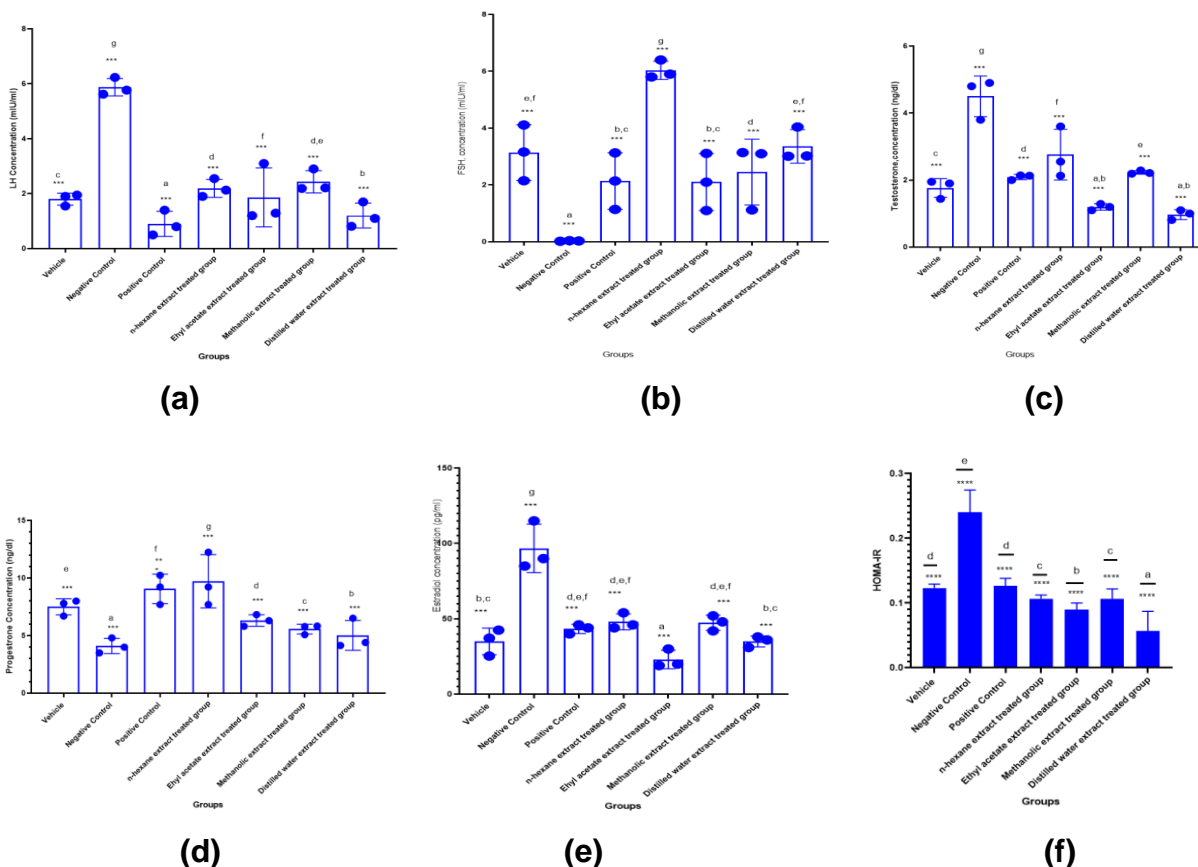 LH Concentration (mIU/ml)
8
6
4
2
0
c
***
g
***
a
***
d
***
f
***
d,e
***
b
***
Vehicle
Negative Control
Positive Control
n-hexane extract treated group
Ehyl acetate extract treated group
Methanolic extract treated group
Distilled water extract treated group
Groups
(a)
FSH, concentration (mIU/ml)
8
6
4
2
0
e,f
***
a
***
b,c
***
g
***
b,c
***
d
***
e,f
***
Vehicle
Negative Control
Positive Control
n-hexane extract treated group
Ehyl acetate extract treated group
Methanolic extract treated group
Distilled water extract treated group
Groups
(b)
Testosterone,concentration (ng/dl)
6
4
2
0
c
***
g
***
d
***
f
***
a,b
***
e
***
a,b
***
Vehicle
Negative Control
Positive Control
n-hexane extract treated group
Ehyl acetate extract treated group
Methanolic extract treated group
Distilled water extract treated group
Groups
(c)
Progestrone Concentration (ng/dl)
15
10
5
0
e
***
a
***
f
**
*
g
***
d
***
c
***
b
***
Vehicle
Negative Control
Positive Control
n-hexane extract treated group
Ehyl acetate extract treated group
Methanolic extract treated group
Distilled water extract treated group
Groups
(d)
Estradiol concentration (pg/ml)
150
100
50
0
b,c
***
g
***
d,e,f
***
d,e,f
***
a
***
d,e,f
***
b,c
***
Vehicle
Negative Control
Positive Control
n-hexane extract treated group
Ehyl acetate extract treated group
Methanolic extract treated group
Distilled water extract treated group
Groups
(e)
HOMA-IR
0.3
0.2
0.1
0.0
d
****
e
****
d
****
c
****
b
****
c
****
a
****
Vehicle
Negative Control
Positive Control
n-hexane extract treated group
Ethyl acetate extract treated group
Methanolic extract treated group
Distilled water extract treated group
Groups
(f)